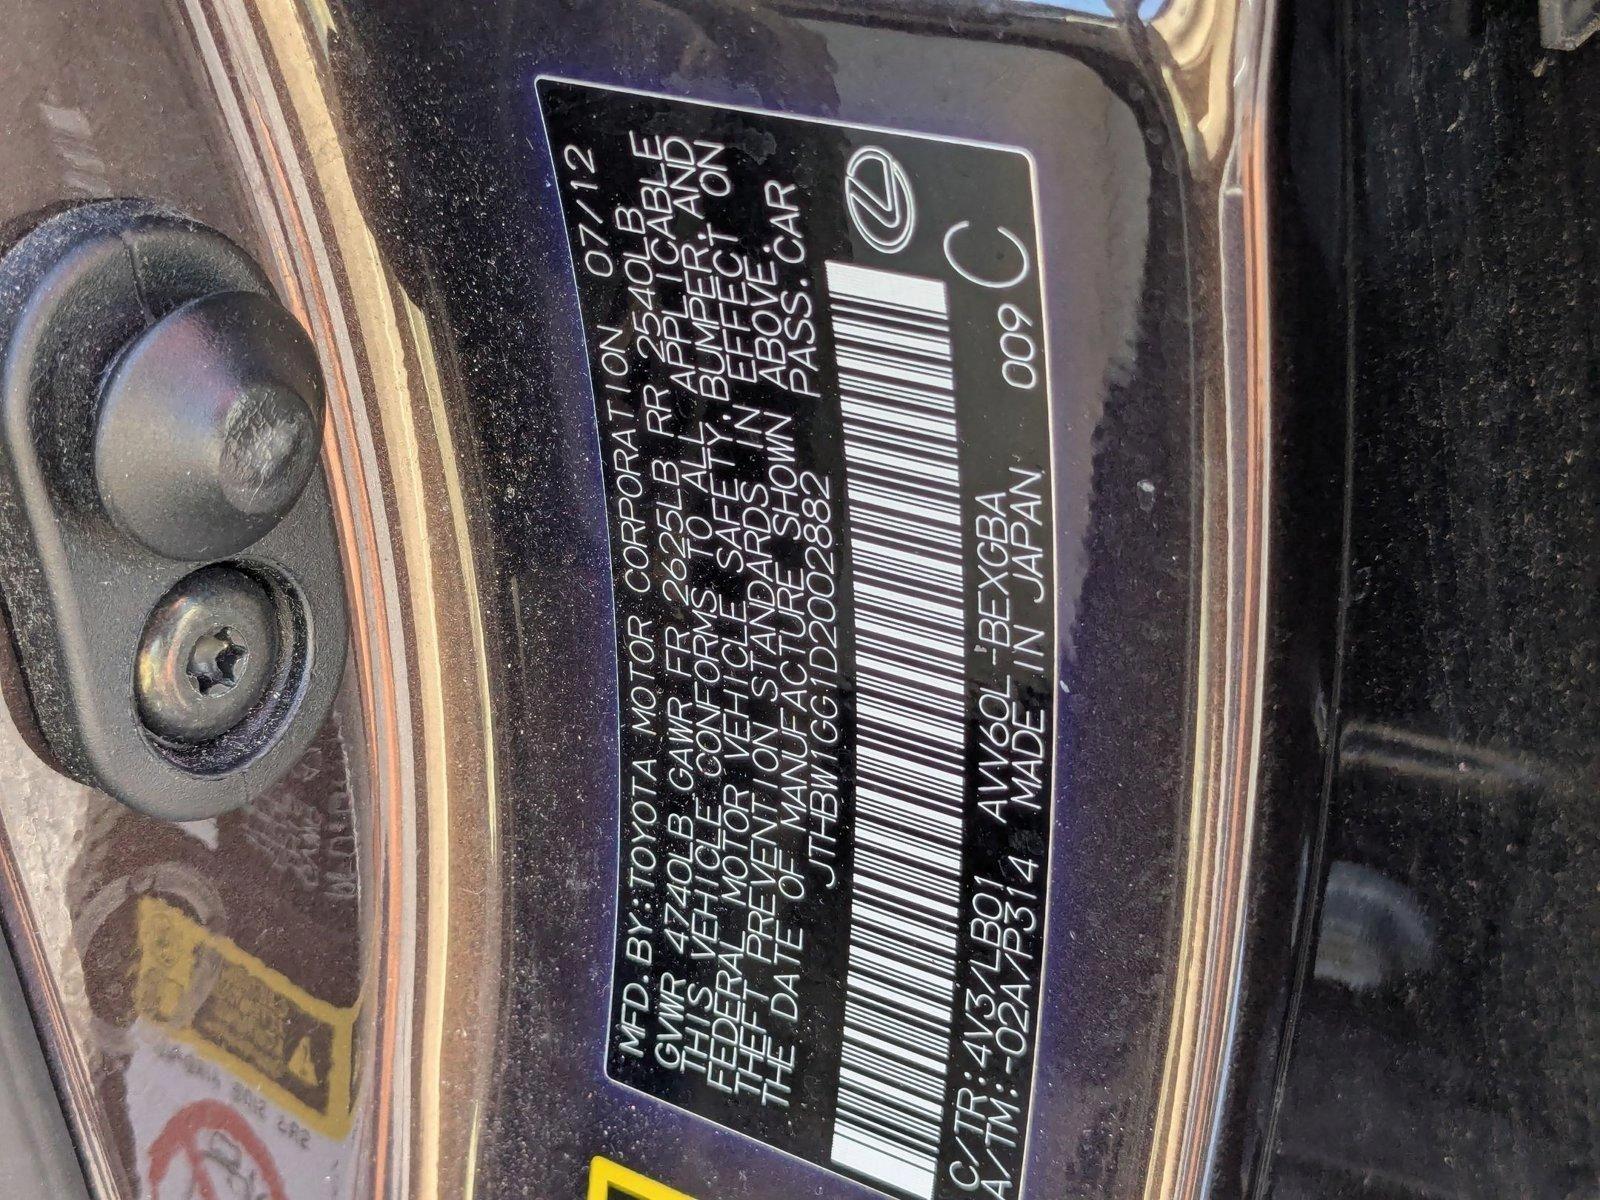 MFD. BY: TOYOTA MOTOR CORPORATION 07/12
GVWR 4740LB GAWR FR 2625LB RR 2540LB
THIS VEHICLE CONFORMS TO ALL APPLICABLE
FEDERAL MOTOR VEHICLE SAFETY, BUMPER, AND
THEFT PREVENTION STANDARDS IN EFFECT ON
THE DATE OF MANUFACTURE SHOWN ABOVE.
JTHBW1GG1D2002882 PASS. CAR
C/TR: 4V3/LB01 AVV60L-BEXGBA
A/TM: -02A/P314 MADE IN JAPAN 009 C